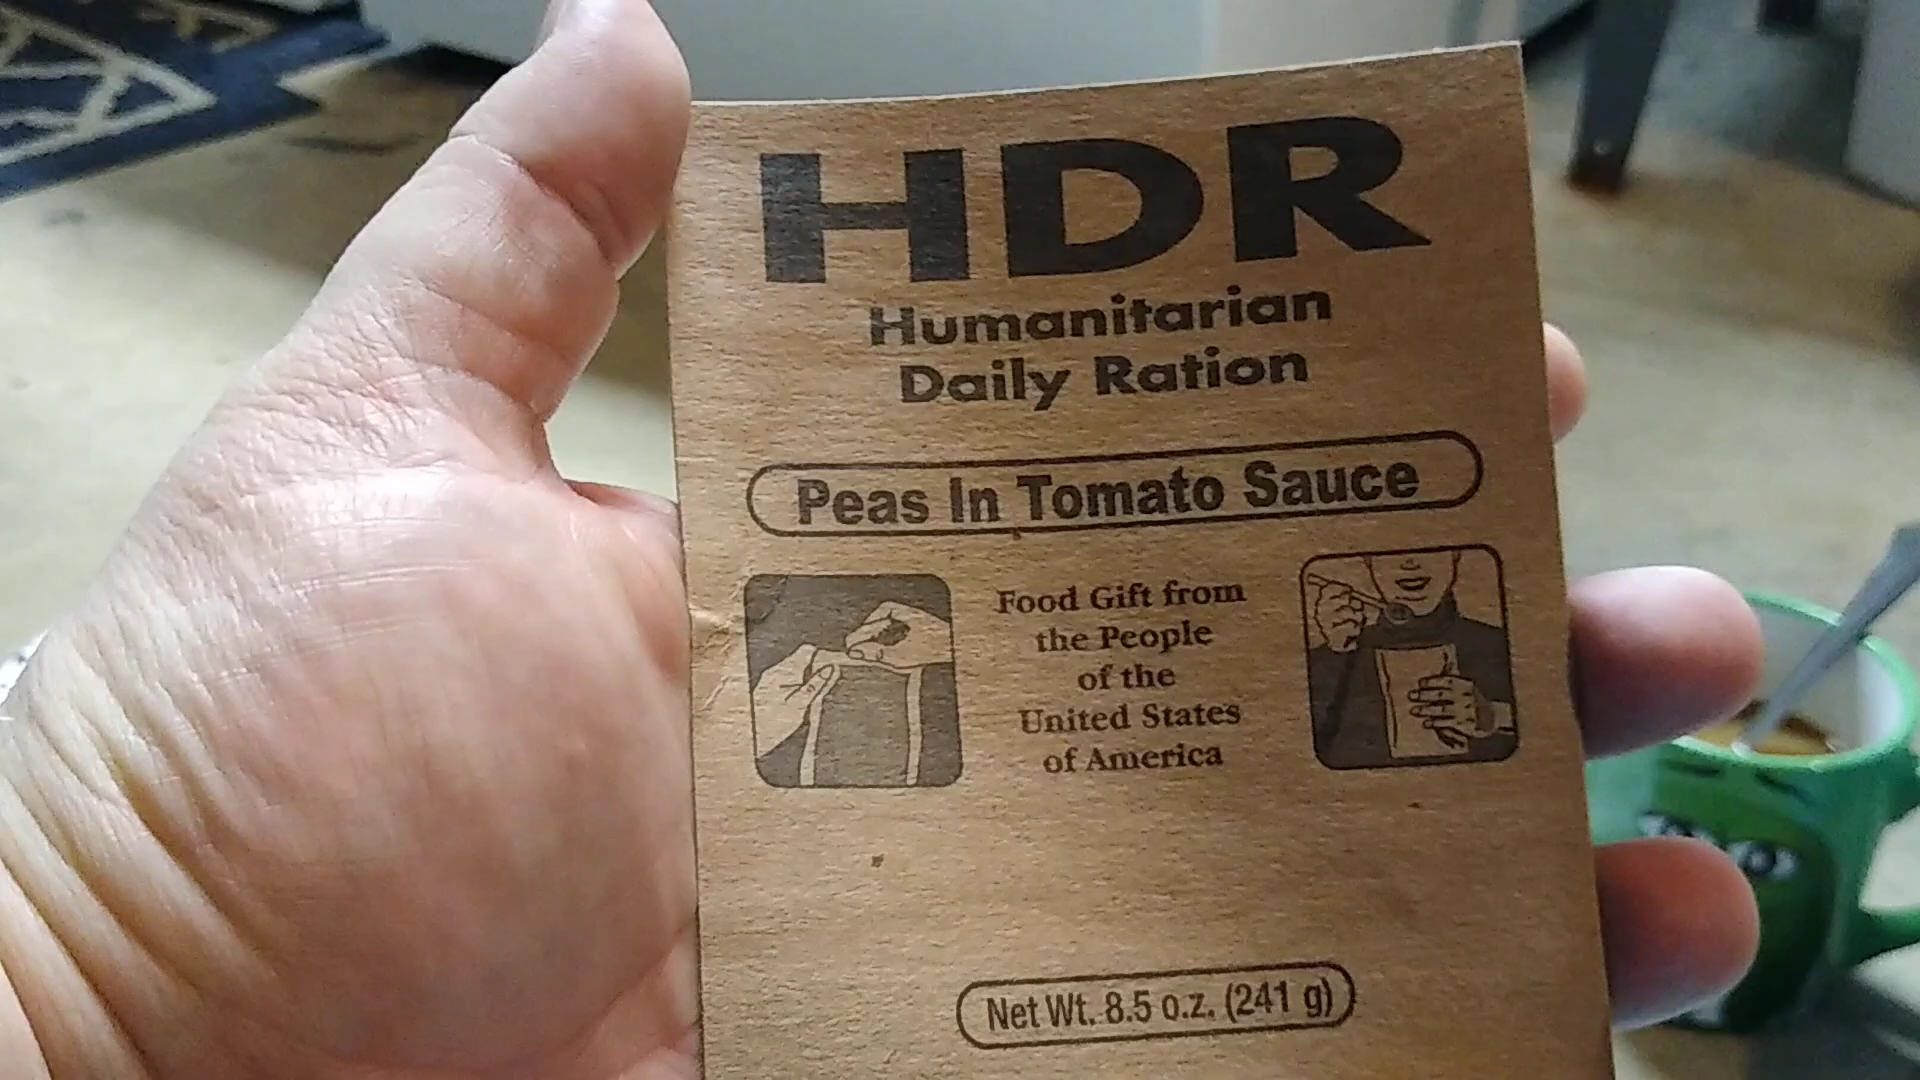 HDR
Humanitarian
Daily Ration
Peas In Tomato Sauce
Food Gift from
the People
of the
United States
of America
Net Wt. 8.5 o.z. (241 g)